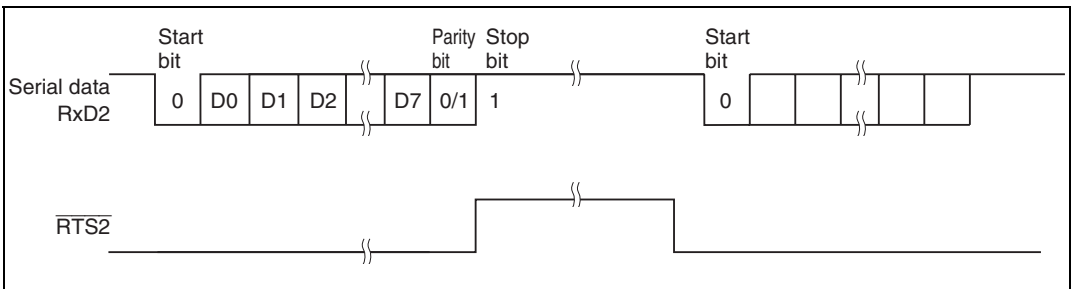 Start bit
Parity bit
Stop bit
Start bit
Serial data RxD2
0 D0 D1 D2 D7 0/1 1 0
RTS2